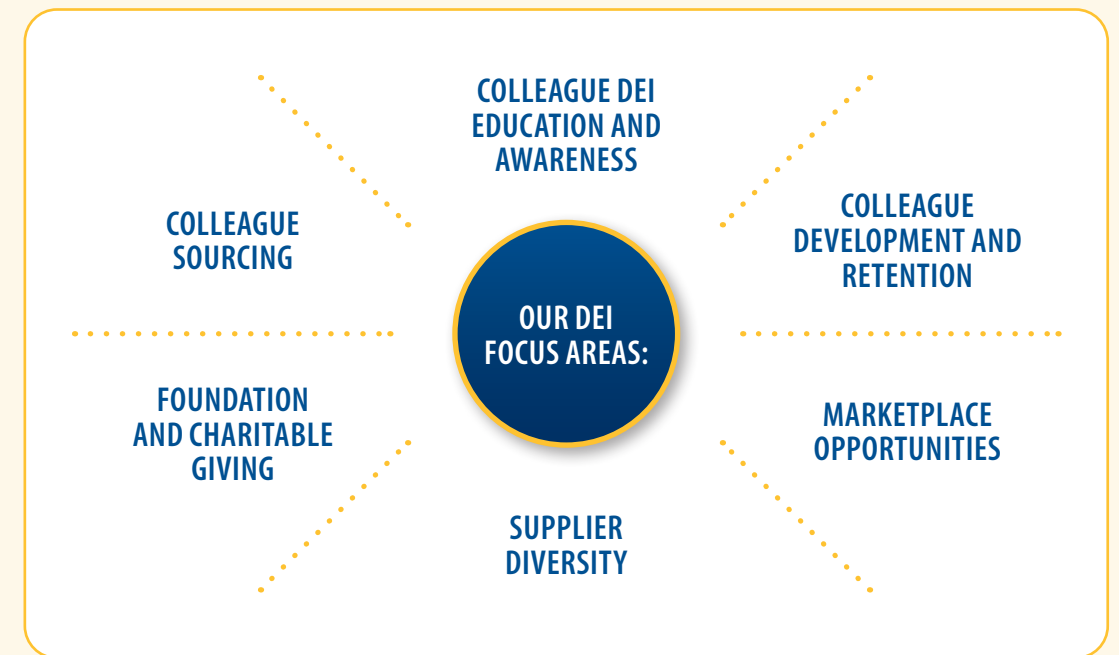 COLLEAGUE DEI
EDUCATION AND
AWARENESS
COLLEAGUE
DEVELOPMENT AND
RETENTION
MARKETPLACE
OPPORTUNITIES
SUPPLIER
DIVERSITY
FOUNDATION
AND CHARITABLE
GIVING
COLLEAGUE
SOURCING
OUR DEI
FOCUS AREAS: